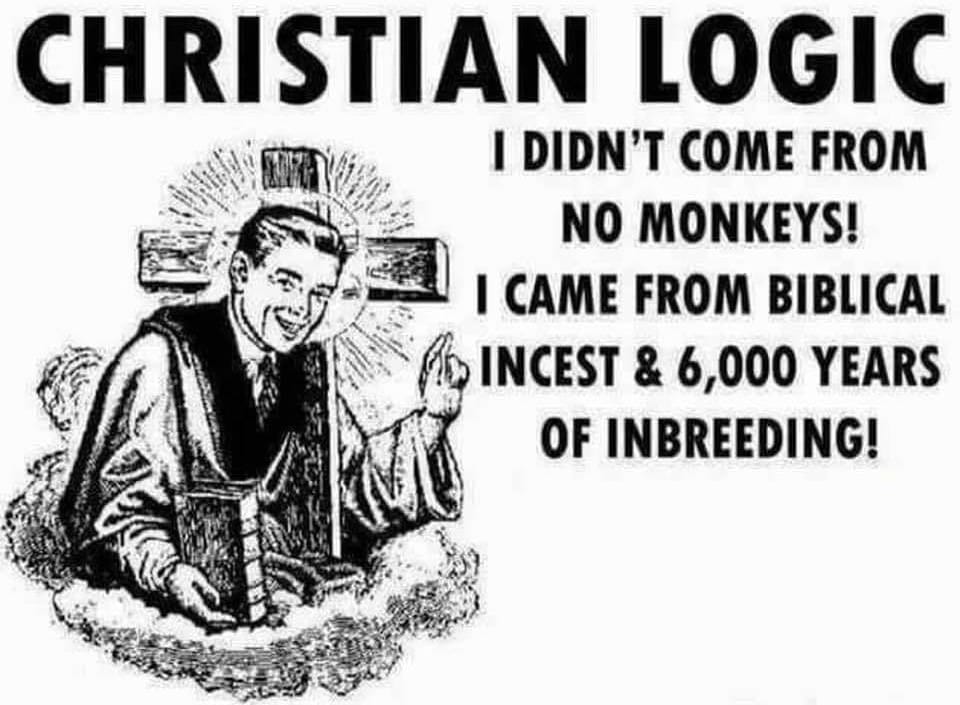 CHRISTIAN LOGIC
I DIDN'T COME FROM
NO MONKEYS!
I CAME FROM BIBLICAL
INCEST & 6,000 YEARS
OF INBREEDING!